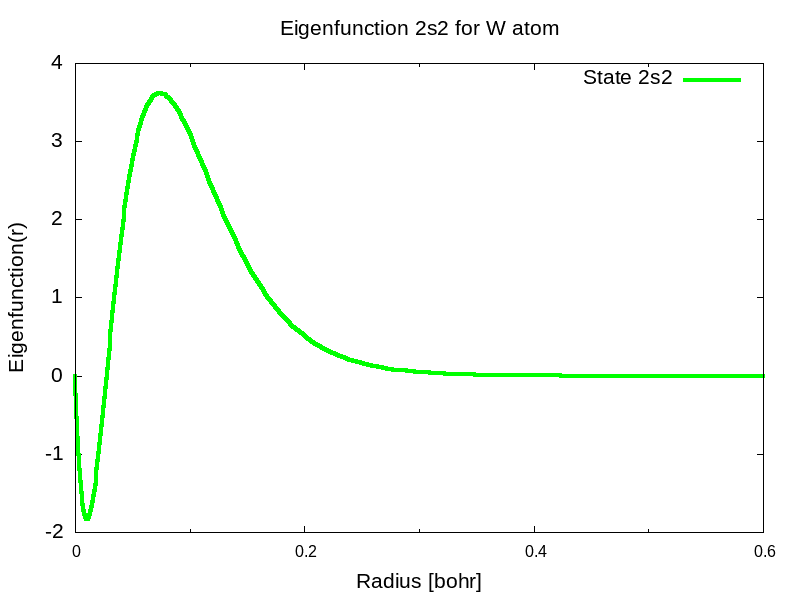 Eigenfunction 2s2 for W atom
State 2s2
4
3
2
1
0
-1
-2
Eigenfunction(r)
0 0.2 0.4 0.6
Radius [bohr]